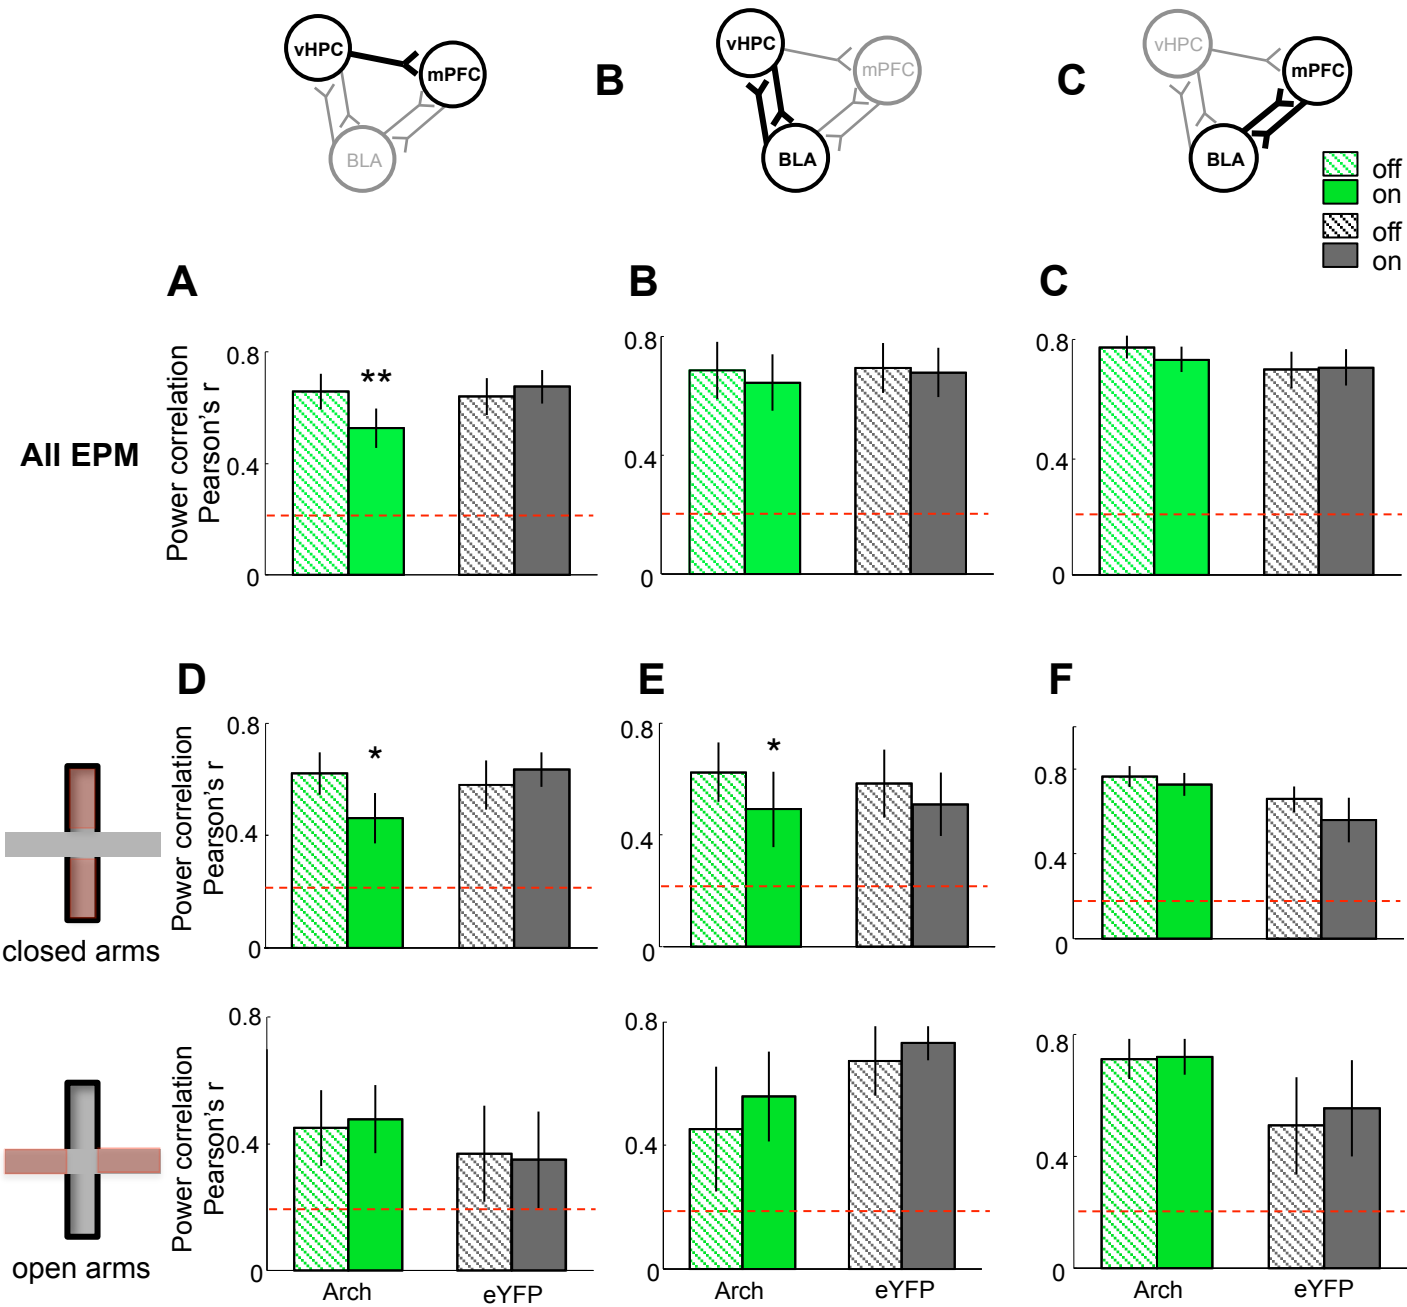 vHPC
mPFC
BLA
B
vHPC
mPFC
BLA
C
vHPC
mPFC
BLA
off
on
off
on
A
B
C
All EPM
Power correlation
Pearson's r
0.8
**
0.4
0
0.8
0.4
0
0.8
0.4
0
D
E
F
closed arms
Power correlation
Pearson's r
0.8
*
0.4
0
0.8
*
0.4
0
0.8
0.4
0
open arms
Power correlation
Pearson's r
0.8
0.4
0
Arch
eYFP
0.8
0.4
0
Arch
eYFP
0.8
0.4
0
Arch
eYFP